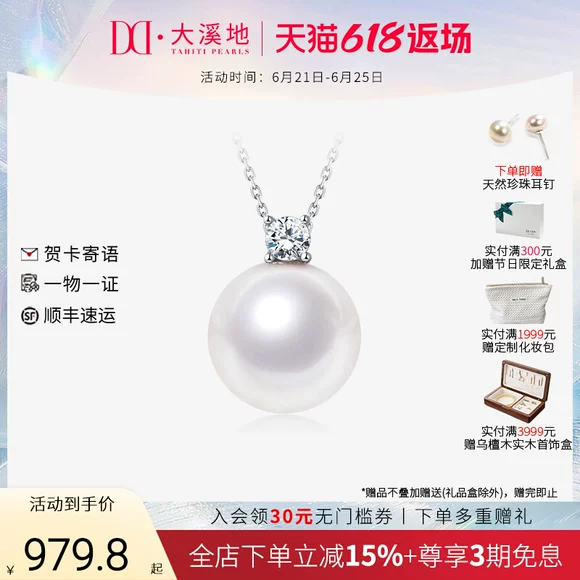 DD·大溪地
TAHITI PEARLS
天猫618返场
活动时间：6月21日-6月25日
下单即赠
天然珍珠耳钉
贺卡寄语
一物一证
SF 顺丰速运
实付满300元
加赠节日限定礼盒
实付满1999元
赠定制化妆包
实付满3999元
赠乌檀木实木首饰盒
*赠品不叠加赠送(礼品盒除外)，赠完即止
活动到手价
¥979.8起
入会领30元无门槛券｜下单多重赠礼
全店下单立减15%+尊享3期免息